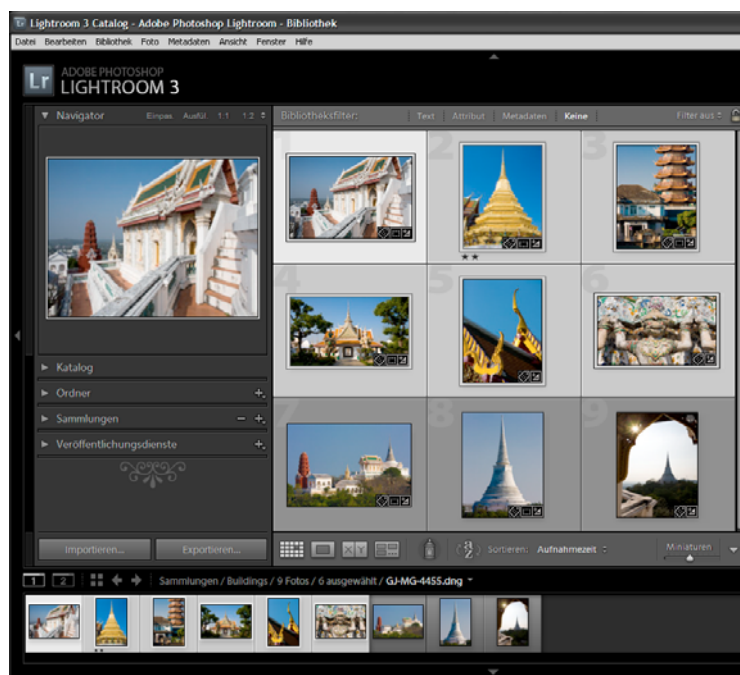 Lightroom 3 Catalog - Adobe Photoshop Lightroom - Bibliothek
Datei Bearbeiten Bibliothek Foto Metadaten Ansicht Fenster Hilfe
Lr ADOBE PHOTOSHOP
LIGHTROOM 3
Navigator Einpas. Ausfül. 1:1 1:2
Bibliotheksfilter: Text Attribut Metadaten Keine Filter aus
1 2 3
4 5 6
7 8 9
Katalog
Ordner
Sammlungen
Veröffentlichungsdienste
Importieren... Exportieren...
X Y
a
z
Sortieren: Aufnahmezeit
Miniaturen
1 2 Sammlungen / Buildings / 9 Fotos / 6 ausgewählt / GJ-MG-4455.dng